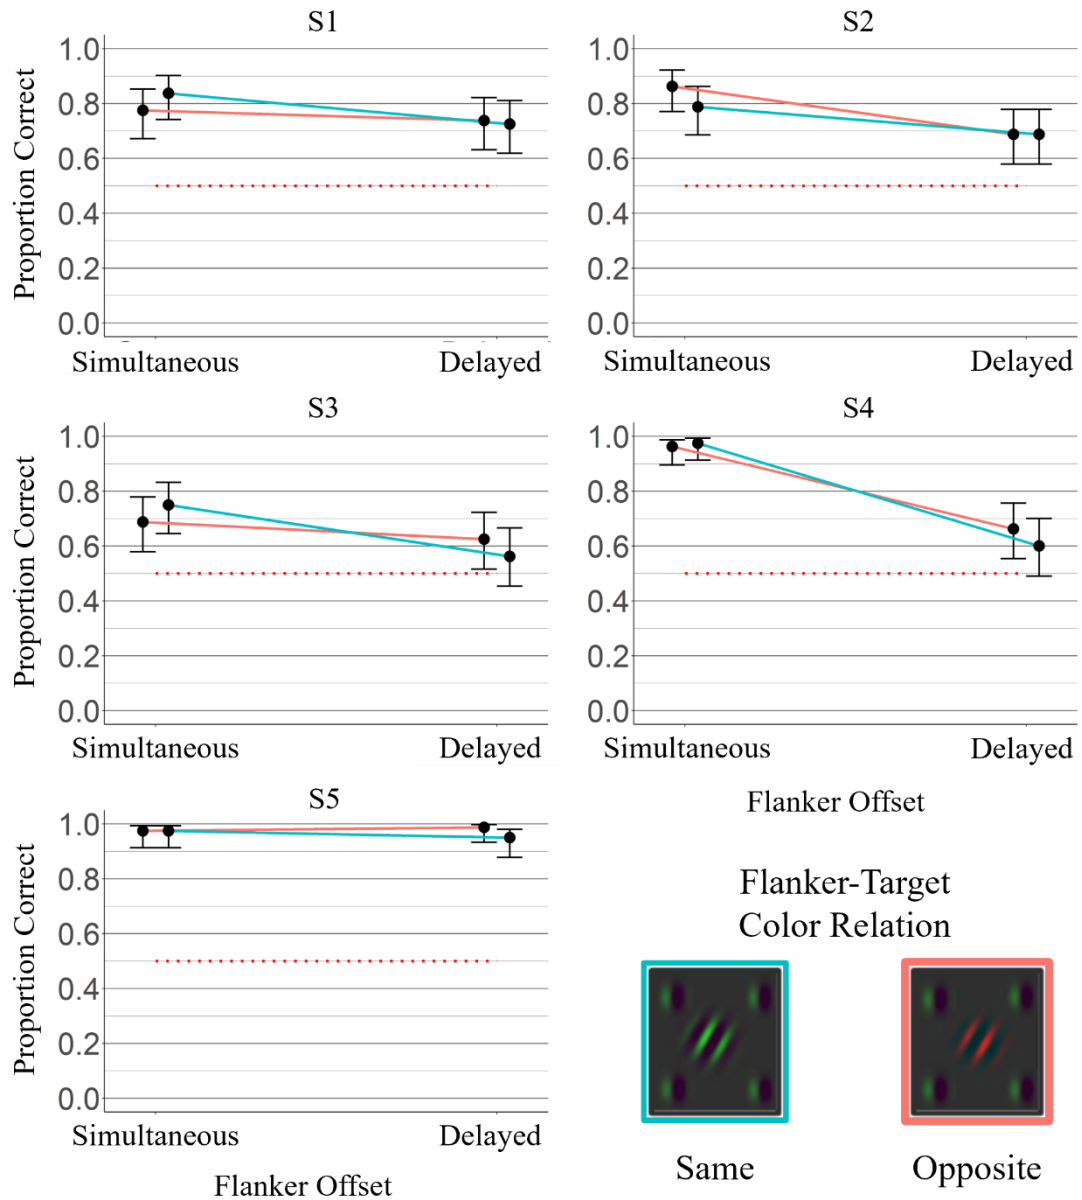 S1
S2
Proportion Correct
1.0
0.8
0.6
0.4
0.2
0.0
1.0
0.8
0.6
0.4
0.2
0.0
Simultaneous
Delayed
Simultaneous
Delayed
S3
S4
Proportion Correct
1.0
0.8
0.6
0.4
0.2
0.0
1.0
0.8
0.6
0.4
0.2
0.0
Simultaneous
Delayed
Simultaneous
Delayed
Flanker Offset
S5
Proportion Correct
1.0
0.8
0.6
0.4
0.2
0.0
Simultaneous
Delayed
Flanker Offset
Flanker-Target
Color Relation
Same
Opposite